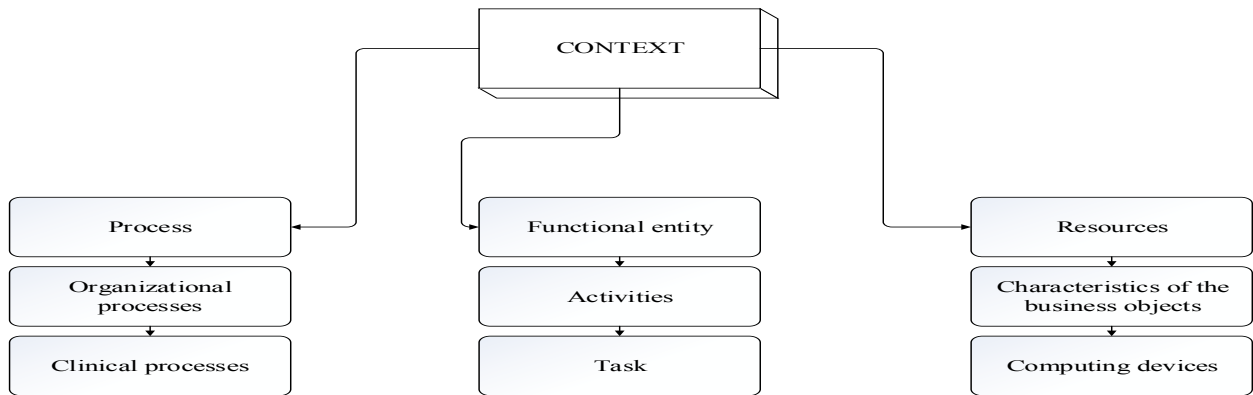 CONTEXT
Process
Organizational
processes
Clinical processes
Functional entity
Activities
Task
Resources
Characteristics of the
business objects
Computing devices